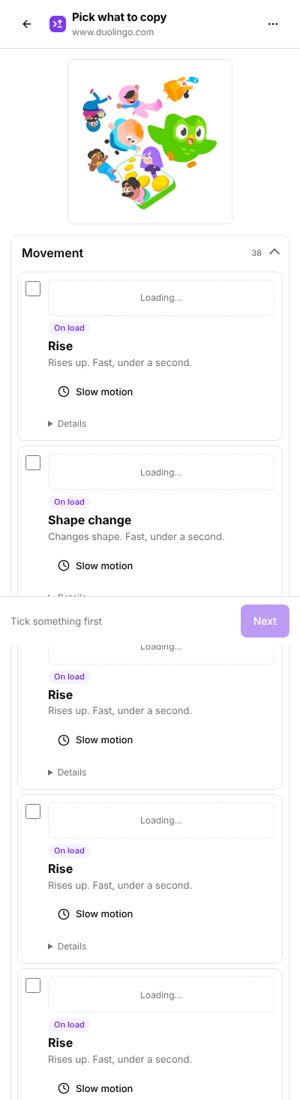 Pick what to copy
www.duolingo.com
Movement 38
Loading...
On load
Rise
Rises up. Fast, under a second.
Slow motion
Details
Loading...
On load
Shape change
Changes shape. Fast, under a second.
Slow motion
Details
Tick something first Next
Loading...
On load
Rise
Rises up. Fast, under a second.
Slow motion
Details
Loading...
On load
Rise
Rises up. Fast, under a second.
Slow motion
Details
Loading...
On load
Rise
Rises up. Fast, under a second.
Slow motion